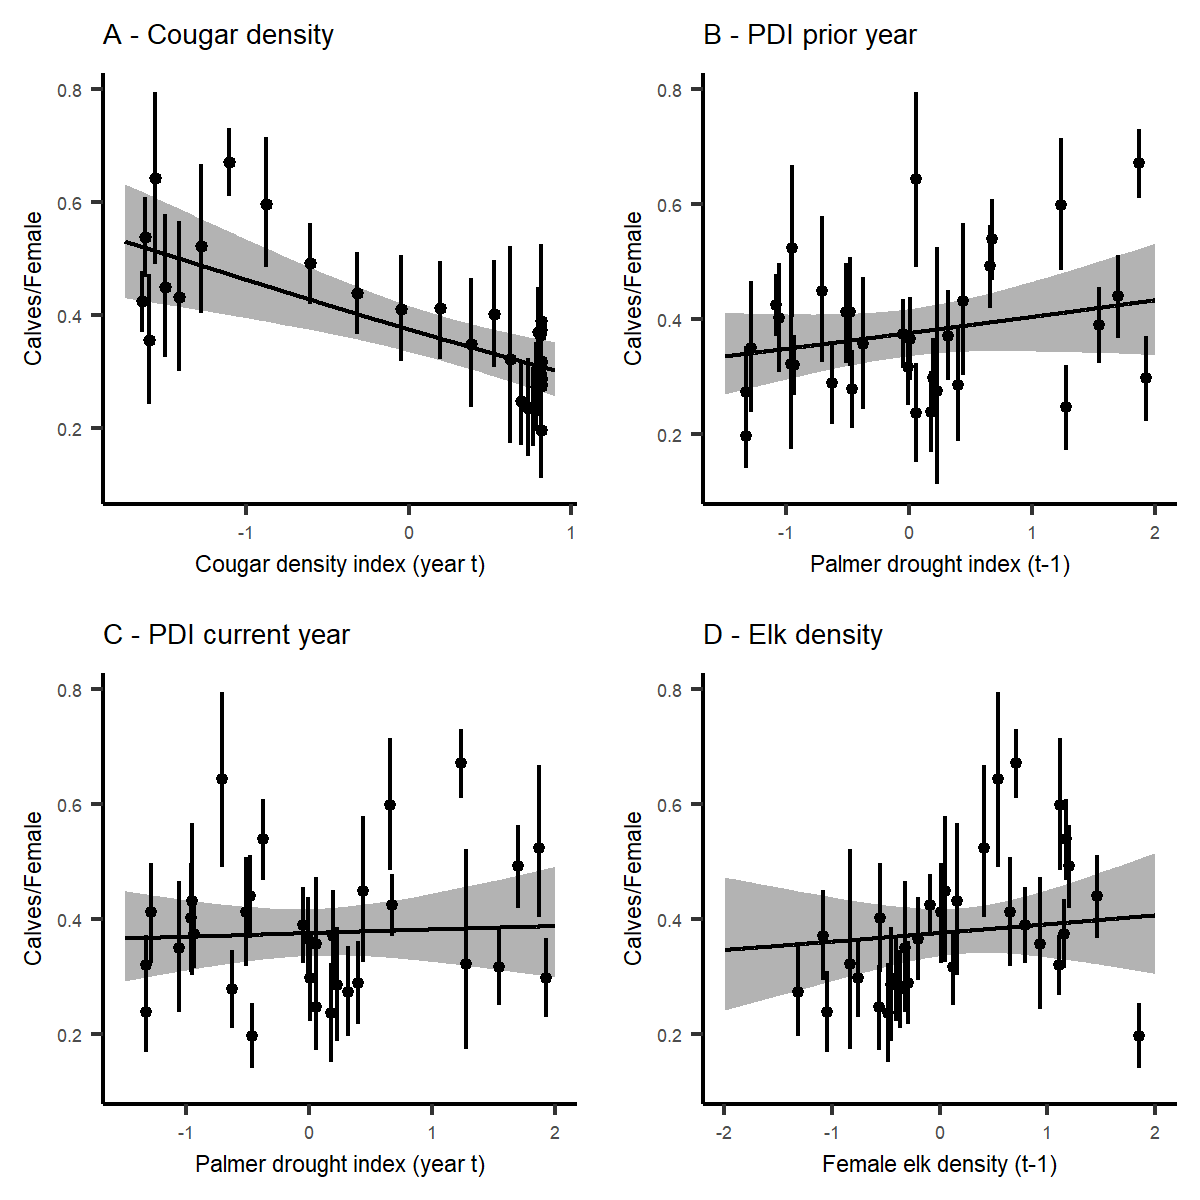 A - Cougar density
0.8
0.6
0.4
0.2
Calves/Female
-1
0
1
Cougar density index (year t)
B - PDI prior year
0.8
0.6
0.4
0.2
Calves/Female
-1
0
1
2
Palmer drought index (t-1)
C - PDI current year
0.8
0.6
0.4
0.2
Calves/Female
-1
0
1
2
Palmer drought index (year t)
D - Elk density
0.8
0.6
0.4
0.2
Calves/Female
-2
-1
0
1
2
Female elk density (t-1)